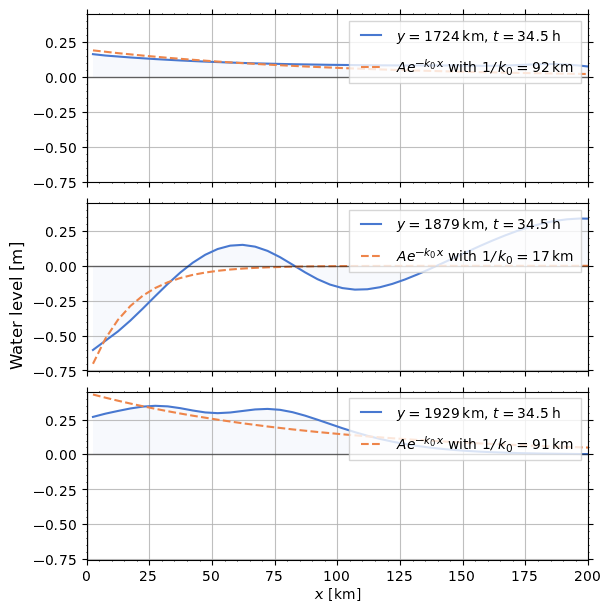 0.25
0.00
−0.25
−0.50
−0.75
y = 1724 km, t = 34.5 h
Ae^{−k₀x} with 1/k₀ = 92 km
Water level [m]
0.25
0.00
−0.25
−0.50
−0.75
y = 1879 km, t = 34.5 h
Ae^{−k₀x} with 1/k₀ = 17 km
0.25
0.00
−0.25
−0.50
−0.75
y = 1929 km, t = 34.5 h
Ae^{−k₀x} with 1/k₀ = 91 km
0 25 50 75 100 125 150 175 200
x [km]